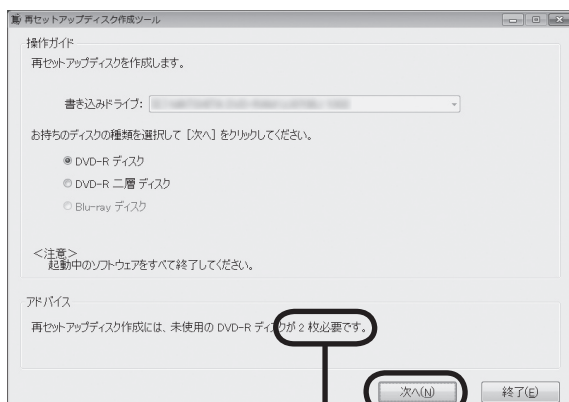 再セットアップディスク作成ツール
操作ガイド
再セットアップディスクを作成します。
書き込みドライブ:
お持ちのディスクの種類を選択して [次へ] をクリックしてください。
DVD-R ディスク
DVD-R 二層 ディスク
Blu-ray ディスク
<注意>
起動中のソフトウェアをすべて終了してください。
アドバイス
再セットアップディスク作成には、未使用の DVD-R ディスクが 2 枚必要です。
次へ(N)
終了(E)